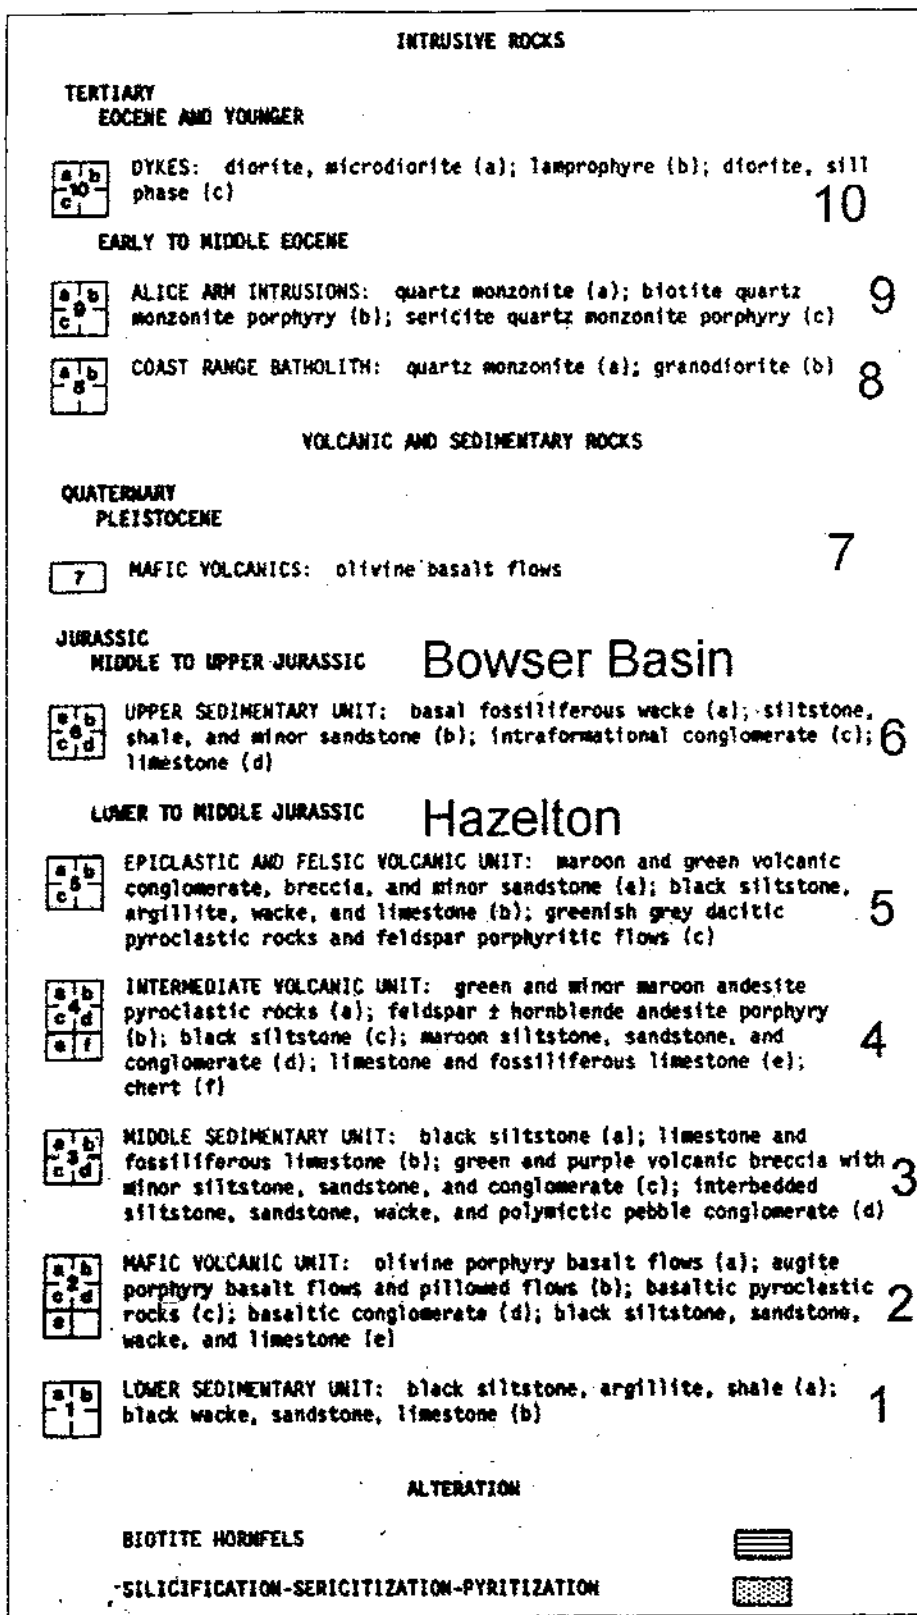 INTRUSIVE ROCKS
TERTIARY
EOCENE AND YOUNGER
a b
10
c
DYKES: diorite, microdiorite (a); lamprophyre (b); diorite, sill
phase (c)
10
EARLY TO MIDDLE EOCENE
a b
9
c
ALICE ARM INTRUSIONS: quartz monzonite (a); biotite quartz
monzonite porphyry (b); sericite quartz monzonite porphyry (c)
9
a b
8
COAST RANGE BATHOLITH: quartz monzonite (a); granodiorite (b)
8
VOLCANIC AND SEDIMENTARY ROCKS
QUATERNARY
PLEISTOCENE
7
7 MAFIC VOLCANICS: olivine basalt flows
JURASSIC
MIDDLE TO UPPER JURASSIC Bowser Basin
a b
6
c d
UPPER SEDIMENTARY UNIT: basal fossiliferous wacke (a); siltstone,
shale, and minor sandstone (b); intraformational conglomerate (c);
limestone (d)
6
LOWER TO MIDDLE JURASSIC Hazelton
a b
5
c
EPICLASTIC AND FELSIC VOLCANIC UNIT: maroon and green volcanic
conglomerate, breccia, and minor sandstone (a); black siltstone,
argillite, wacke, and limestone (b); greenish grey dacitic
pyroclastic rocks and feldspar porphyritic flows (c)
5
a b
4
c d
e f
INTERMEDIATE VOLCANIC UNIT: green and minor maroon andesite
pyroclastic rocks (a); feldspar ± hornblende andesite porphyry
(b); black siltstone (c); maroon siltstone, sandstone, and
conglomerate (d); limestone and fossiliferous limestone (e);
chert (f)
4
a b
3
c d
MIDDLE SEDIMENTARY UNIT: black siltstone (a); limestone and
fossiliferous limestone (b); green and purple volcanic breccia with
minor siltstone, sandstone, and conglomerate (c); interbedded
siltstone, sandstone, wacke, and polymictic pebble conglomerate (d)
3
a b
2
c d
e
MAFIC VOLCANIC UNIT: olivine porphyry basalt flows (a); augite
porphyry basalt flows and pillowed flows (b); basaltic pyroclastic
rocks (c); basaltic conglomerate (d); black siltstone, sandstone,
wacke, and limestone (e)
2
a b
1
LOWER SEDIMENTARY UNIT: black siltstone, argillite, shale (a);
black wacke, sandstone, limestone (b)
1
ALTERATION
BIOTITE HORNFELS
SILICIFICATION-SERICITIZATION-PYRITIZATION